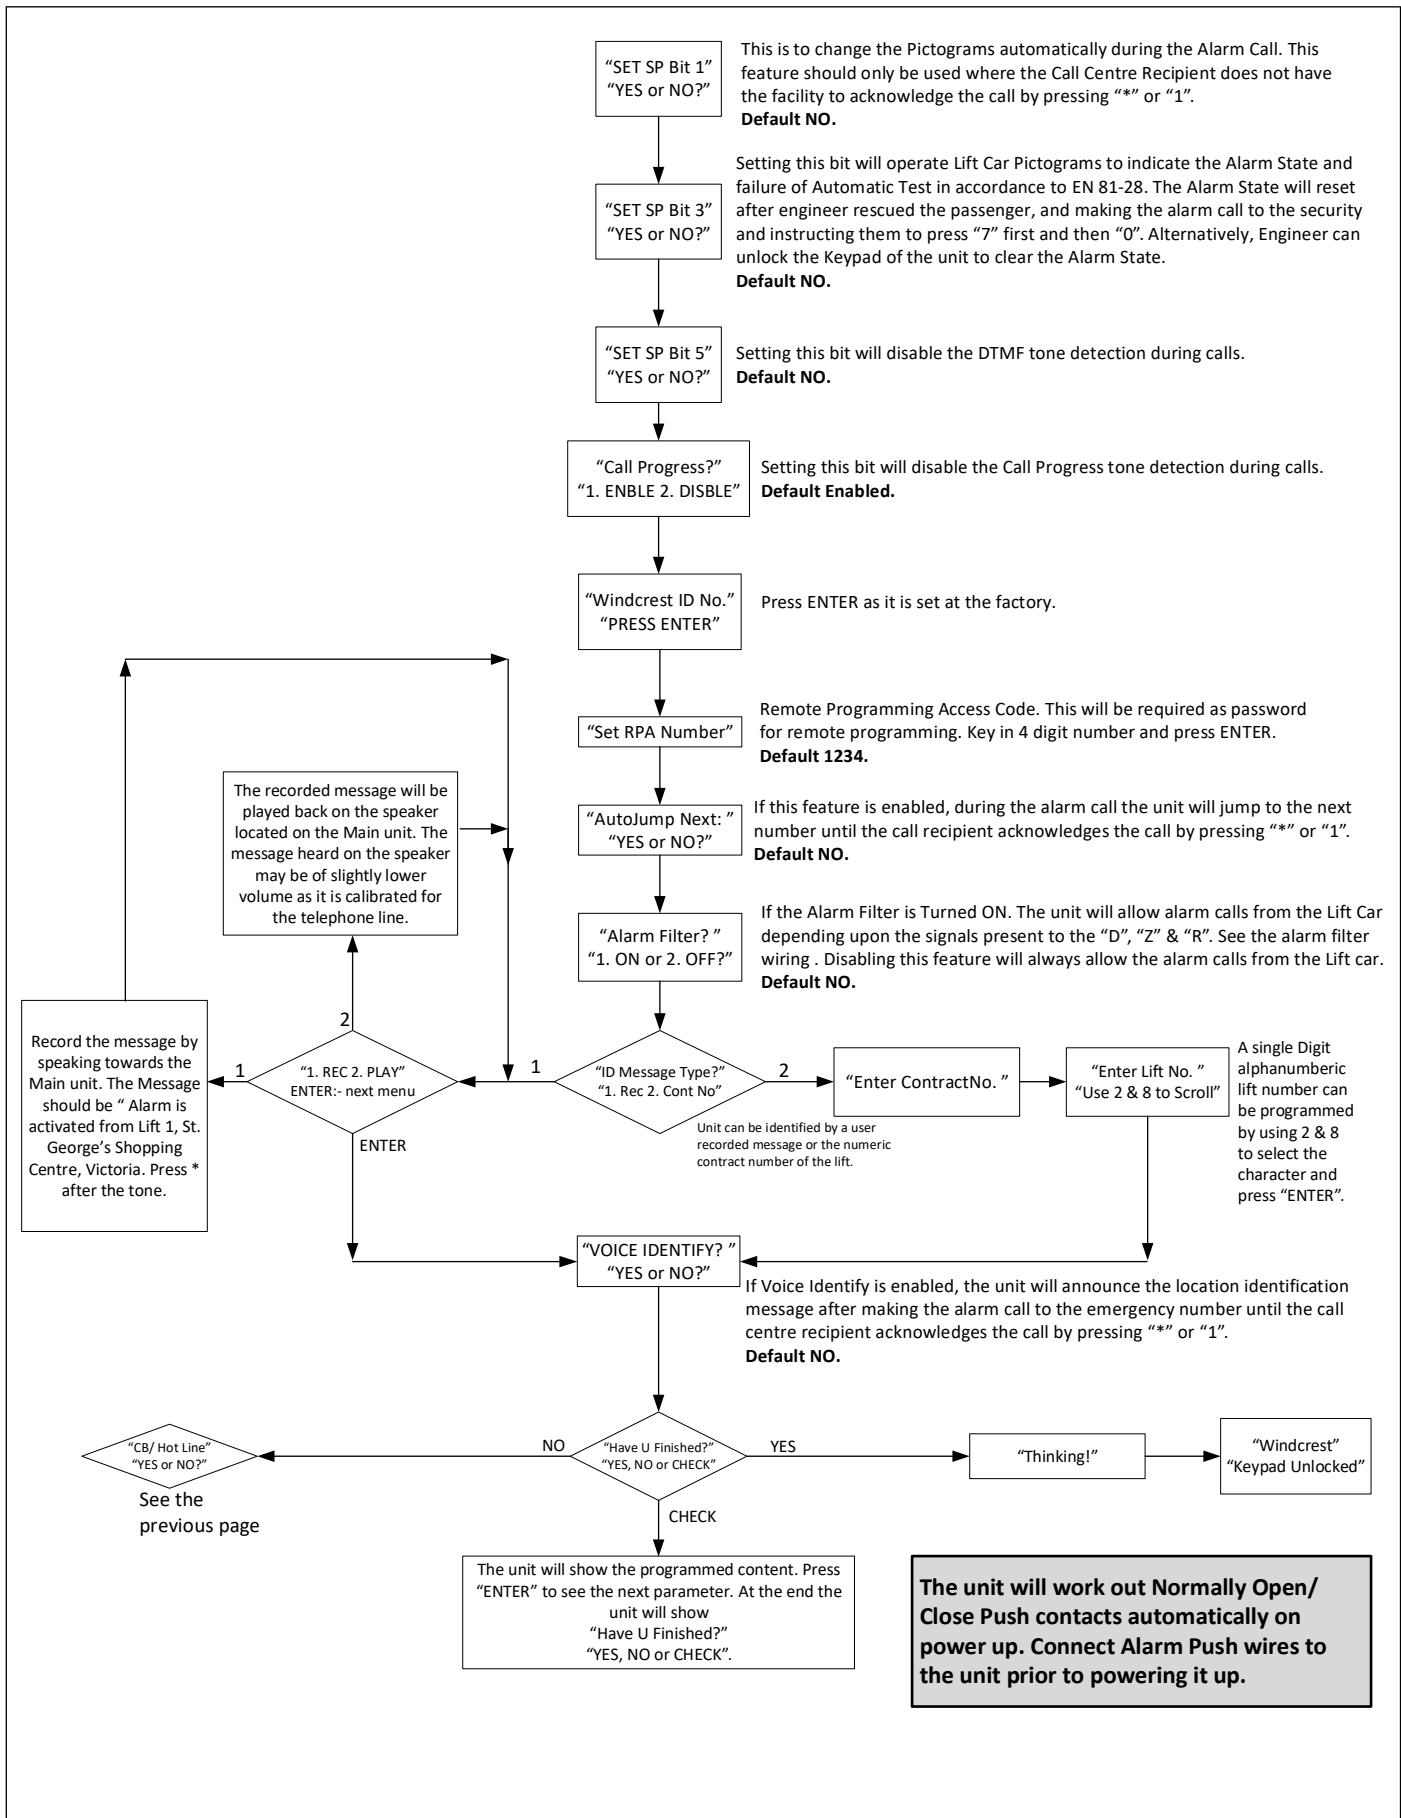 “SET SP Bit 1”
“YES or NO?”
This is to change the Pictograms automatically during the Alarm Call. This
feature should only be used where the Call Centre Recipient does not have
the facility to acknowledge the call by pressing “*” or “1”.
Default NO.
“SET SP Bit 3”
“YES or NO?”
Setting this bit will operate Lift Car Pictograms to indicate the Alarm State and
failure of Automatic Test in accordance to EN 81-28. The Alarm State will reset
after engineer rescued the passenger, and making the alarm call to the security
and instructing them to press “7” first and then “0”. Alternatively, Engineer can
unlock the Keypad of the unit to clear the Alarm State.
Default NO.
“SET SP Bit 5”
“YES or NO?”
Setting this bit will disable the DTMF tone detection during calls.
Default NO.
“Call Progress?”
“1. ENBLE 2. DISBLE”
Setting this bit will disable the Call Progress tone detection during calls.
Default Enabled.
“Windcrest ID No.”
“PRESS ENTER”
Press ENTER as it is set at the factory.
“Set RPA Number”
Remote Programming Access Code. This will be required as password
for remote programming. Key in 4 digit number and press ENTER.
Default 1234.
“AutoJump Next: ”
“YES or NO?”
If this feature is enabled, during the alarm call the unit will jump to the next
number until the call recipient acknowledges the call by pressing “*” or “1”.
Default NO.
“Alarm Filter? ”
“1. ON or 2. OFF?”
If the Alarm Filter is Turned ON. The unit will allow alarm calls from the Lift Car
depending upon the signals present to the “D”, “Z” & “R”. See the alarm filter
wiring . Disabling this feature will always allow the alarm calls from the Lift car.
Default NO.
The recorded message will be
played back on the speaker
located on the Main unit. The
message heard on the speaker
may be of slightly lower
volume as it is calibrated for
the telephone line.
Record the message by
speaking towards the
Main unit. The Message
should be “ Alarm is
activated from Lift 1, St.
George’s Shopping
Centre, Victoria. Press *
after the tone.
1
2
“1. REC 2. PLAY”
ENTER:- next menu
ENTER
1
“ID Message Type?”
“1. Rec 2. Cont No”
2
Unit can be identified by a user
recorded message or the numeric
contract number of the lift.
“Enter ContractNo. ”
“Enter Lift No. ”
“Use 2 & 8 to Scroll”
A single Digit
alphanumberic
lift number can
be programmed
by using 2 & 8
to select the
character and
press “ENTER”.
“VOICE IDENTIFY? ”
“YES or NO?”
If Voice Identify is enabled, the unit will announce the location identification
message after making the alarm call to the emergency number until the call
centre recipient acknowledges the call by pressing “*” or “1”.
Default NO.
“CB/ Hot Line”
“YES or NO?”
See the
previous page
NO
“Have U Finished?”
“YES, NO or CHECK”
YES
“Thinking!”
“Windcrest”
“Keypad Unlocked”
CHECK
The unit will show the programmed content. Press
“ENTER” to see the next parameter. At the end the
unit will show
“Have U Finished?”
“YES, NO or CHECK”.
The unit will work out Normally Open/
Close Push contacts automatically on
power up. Connect Alarm Push wires to
the unit prior to powering it up.